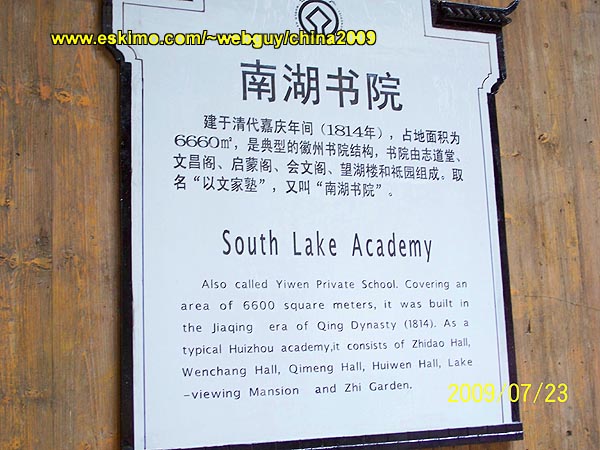 www.eskimo.com/~webguy/china2009
南湖书院
建于清代嘉庆年间（1814年），占地面积为
6660㎡，是典型的徽州书院结构，书院由志道堂、
文昌阁、启蒙阁、会文阁、望湖楼和祗园组成。取
名“以文家塾”，又叫“南湖书院”。
South Lake Academy
Also called Yiwen Private School. Covering an
area of 6600 square meters, it was built in
the Jiaqing era of Qing Dynasty (1814). As a
typical Huizhou academy,it consists of Zhidao Hall,
Wenchang Hall, Qimeng Hall, Huiwen Hall, Lake
-viewing Mansion and Zhi Garden.
2009/07/23